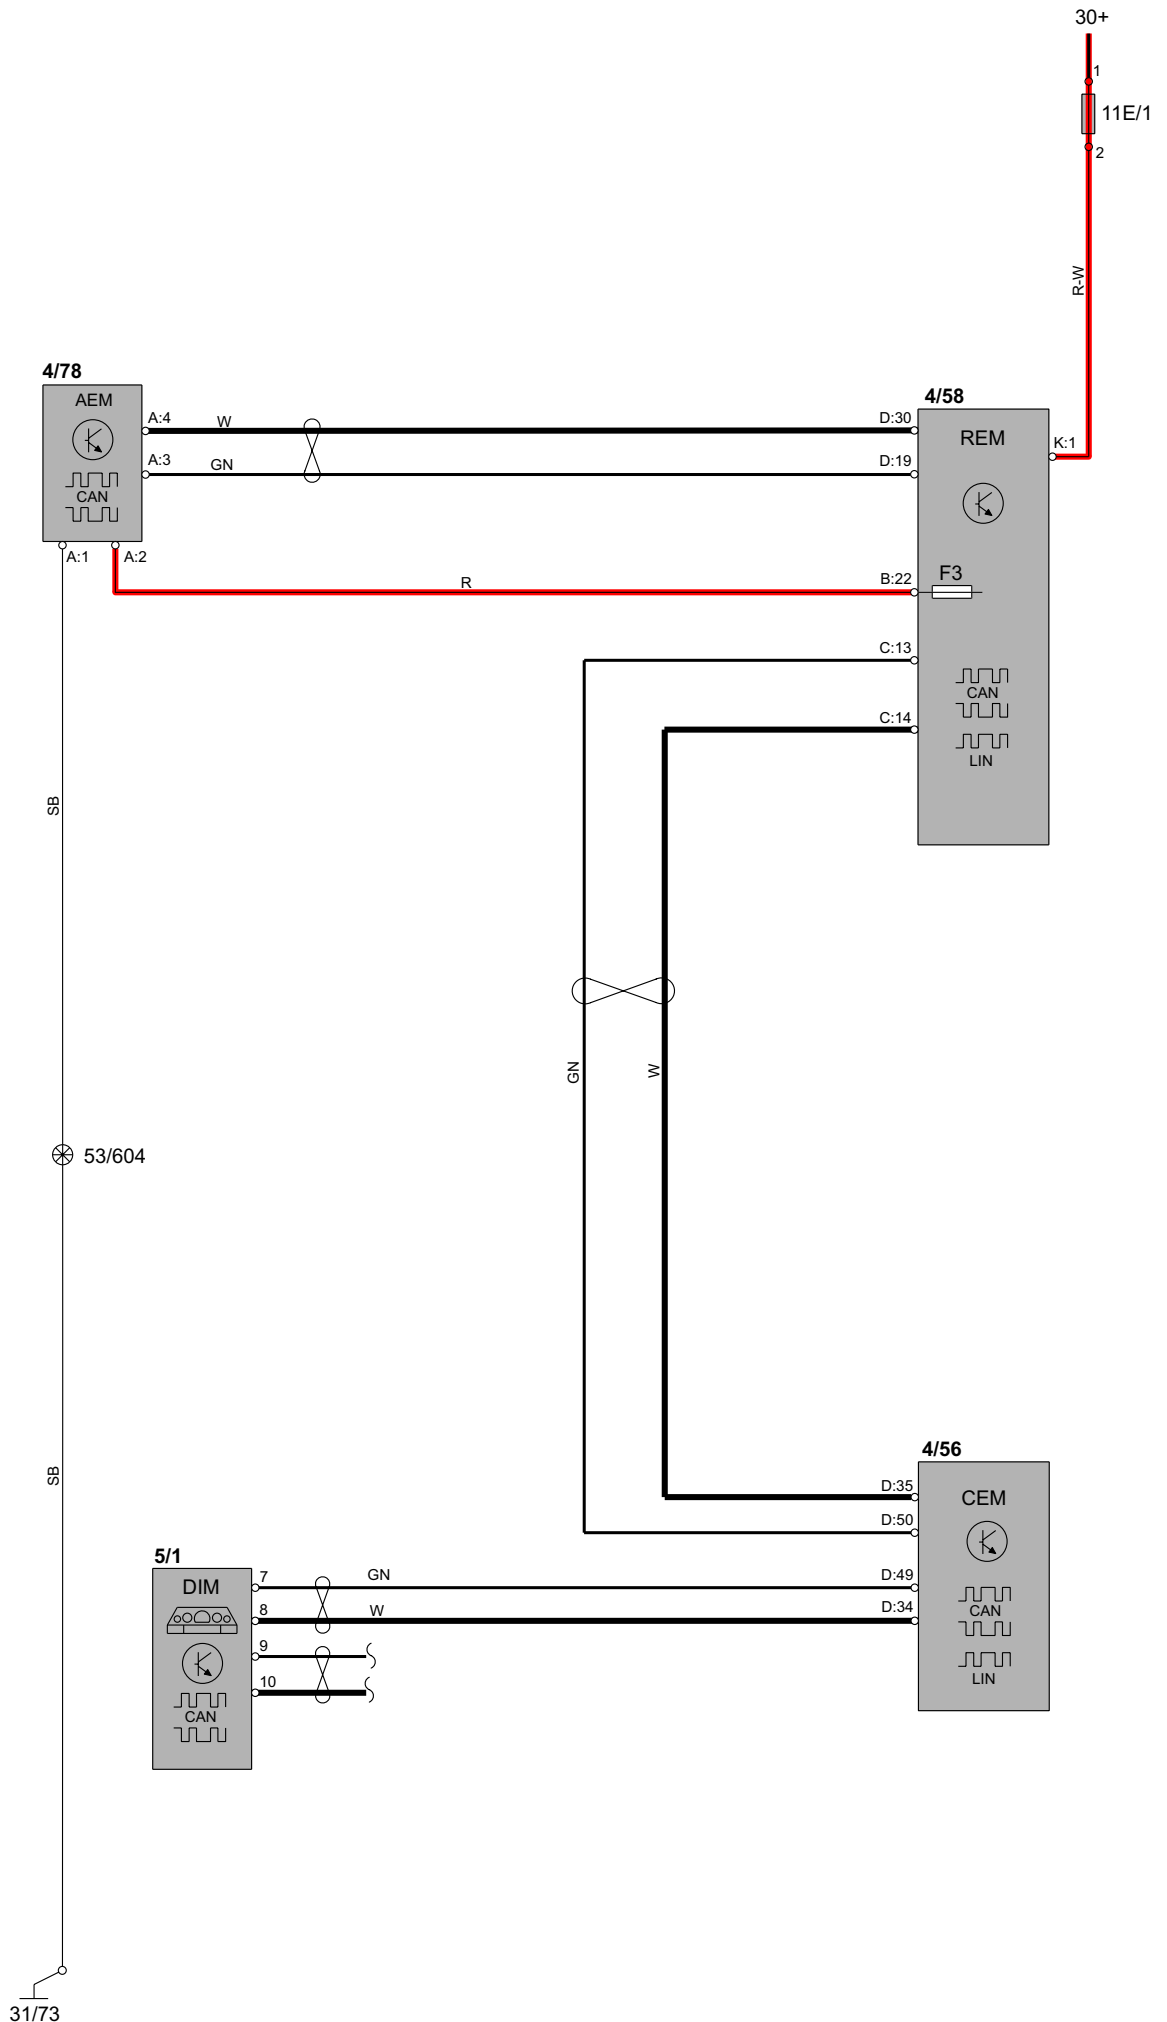 30+
1
11E/1
2
R-W
4/78
AEM
CAN
A:4
W
A:3
GN
A:1
A:2
R
4/58
REM
D:30
D:19
K:1
B:22
F3
C:13
C:14
CAN
LIN
SB
GN
W
53/604
SB
4/56
CEM
D:35
D:50
D:49
D:34
CAN
LIN
5/1
DIM
7
GN
8
W
9
10
CAN
31/73